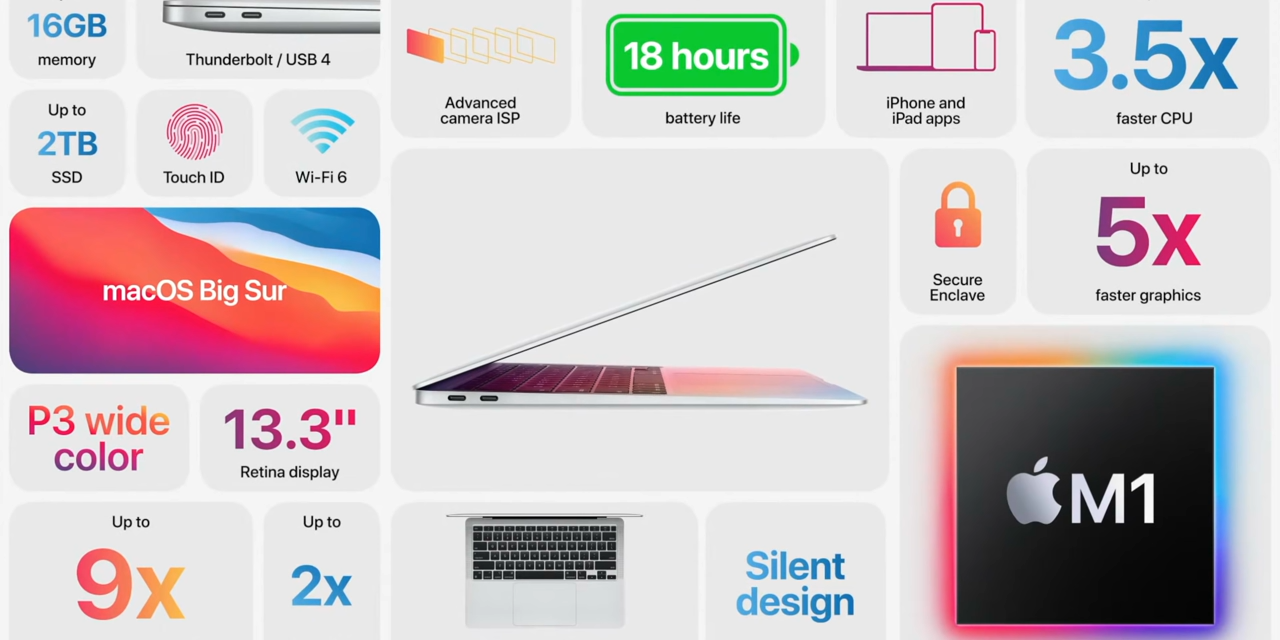 16GB
memory
Thunderbolt / USB 4
Up to
2TB
SSD
Touch ID
Wi-Fi 6
macOS Big Sur
P3 wide
color
13.3"
Retina display
Up to
9x
Up to
2x
Advanced
camera ISP
18 hours
battery life
iPhone and
iPad apps
3.5x
faster CPU
Secure
Enclave
Up to
5x
faster graphics
M1
Silent
design